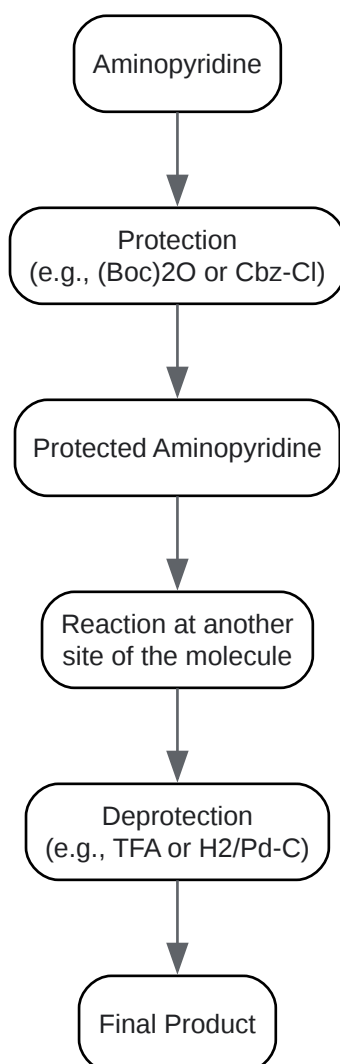 Aminopyridine
Protection
(e.g., (Boc)2O or Cbz-Cl)
Protected Aminopyridine
Reaction at another
site of the molecule
Deprotection
(e.g., TFA or H2/Pd-C)
Final Product